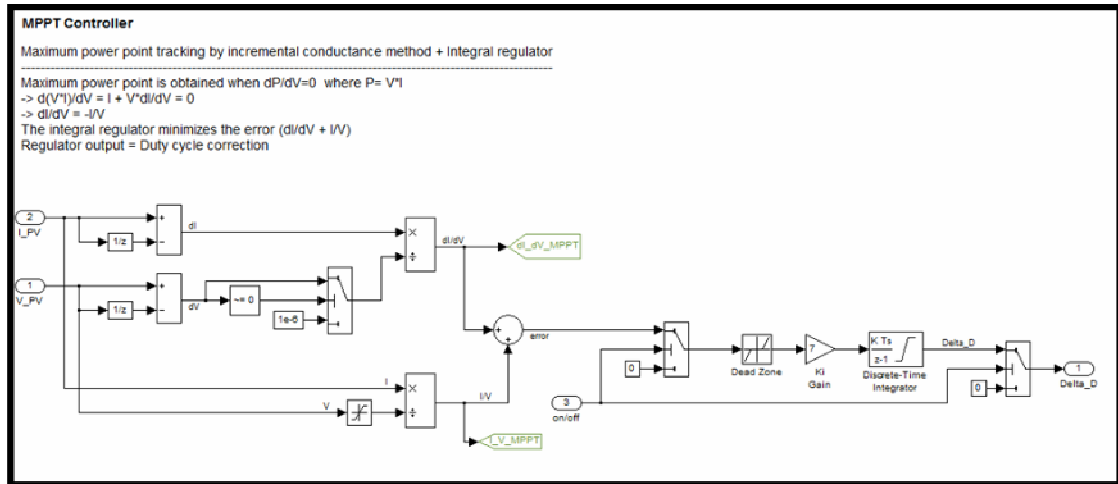 MPPT Controller
Maximum power point tracking by incremental conductance method + Integral regulator
Maximum power point is obtained when dP/dV=0 where P= V*I
-> d(V*I)/dV = I + V*dI/dV = 0
-> dI/dV = -I/V
The integral regulator minimizes the error (dI/dV + I/V)
Regulator output = Duty cycle correction
2
I_PV
1/z
+
-
dI
×
÷
dI/dV
dI_dV_MPPT
1
V_PV
1/z
+
-
dV
~= 0
1e-6
+
+
error
I
V
×
÷
I/V
I_V_MPPT
3
on/off
0
Dead Zone
7
Ki
Gain
K Ts
z-1
Discrete-Time
Integrator
Delta_D
0
1
Delta_D